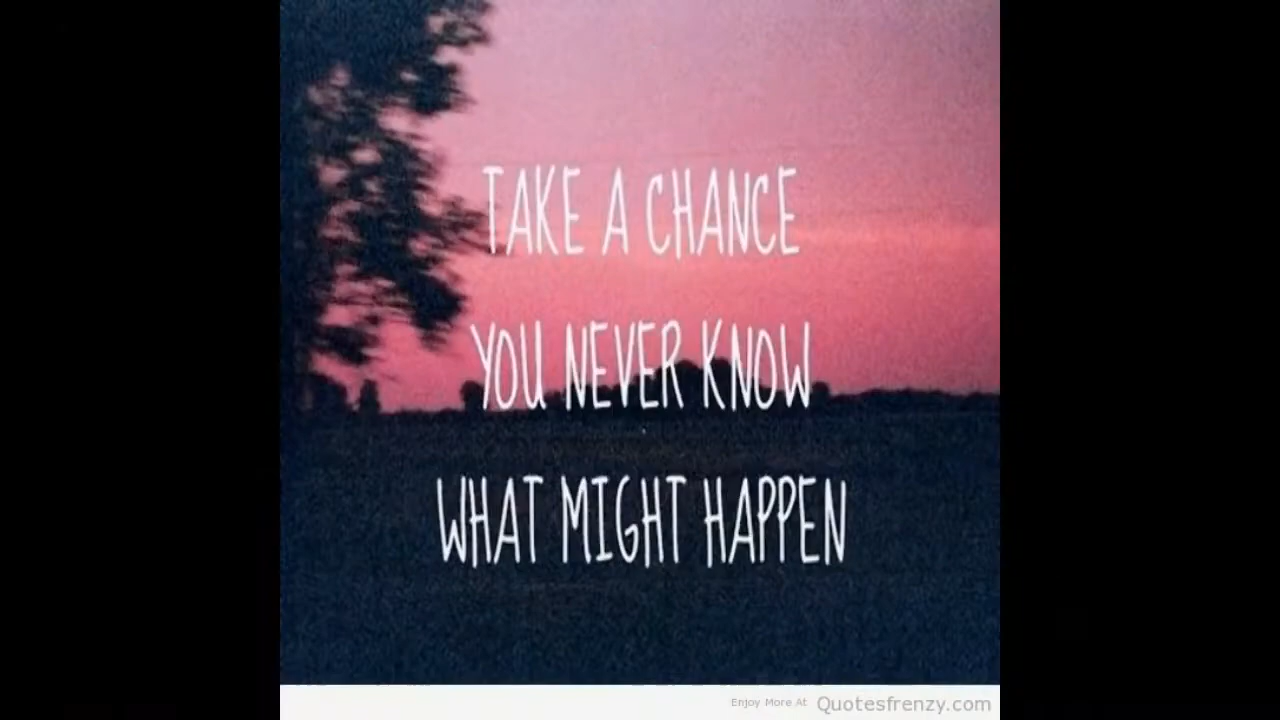 TAKE A CHANCE
YOU NEVER KNOW
WHAT MIGHT HAPPEN
Enjoy More At Quotesfrenzy.com